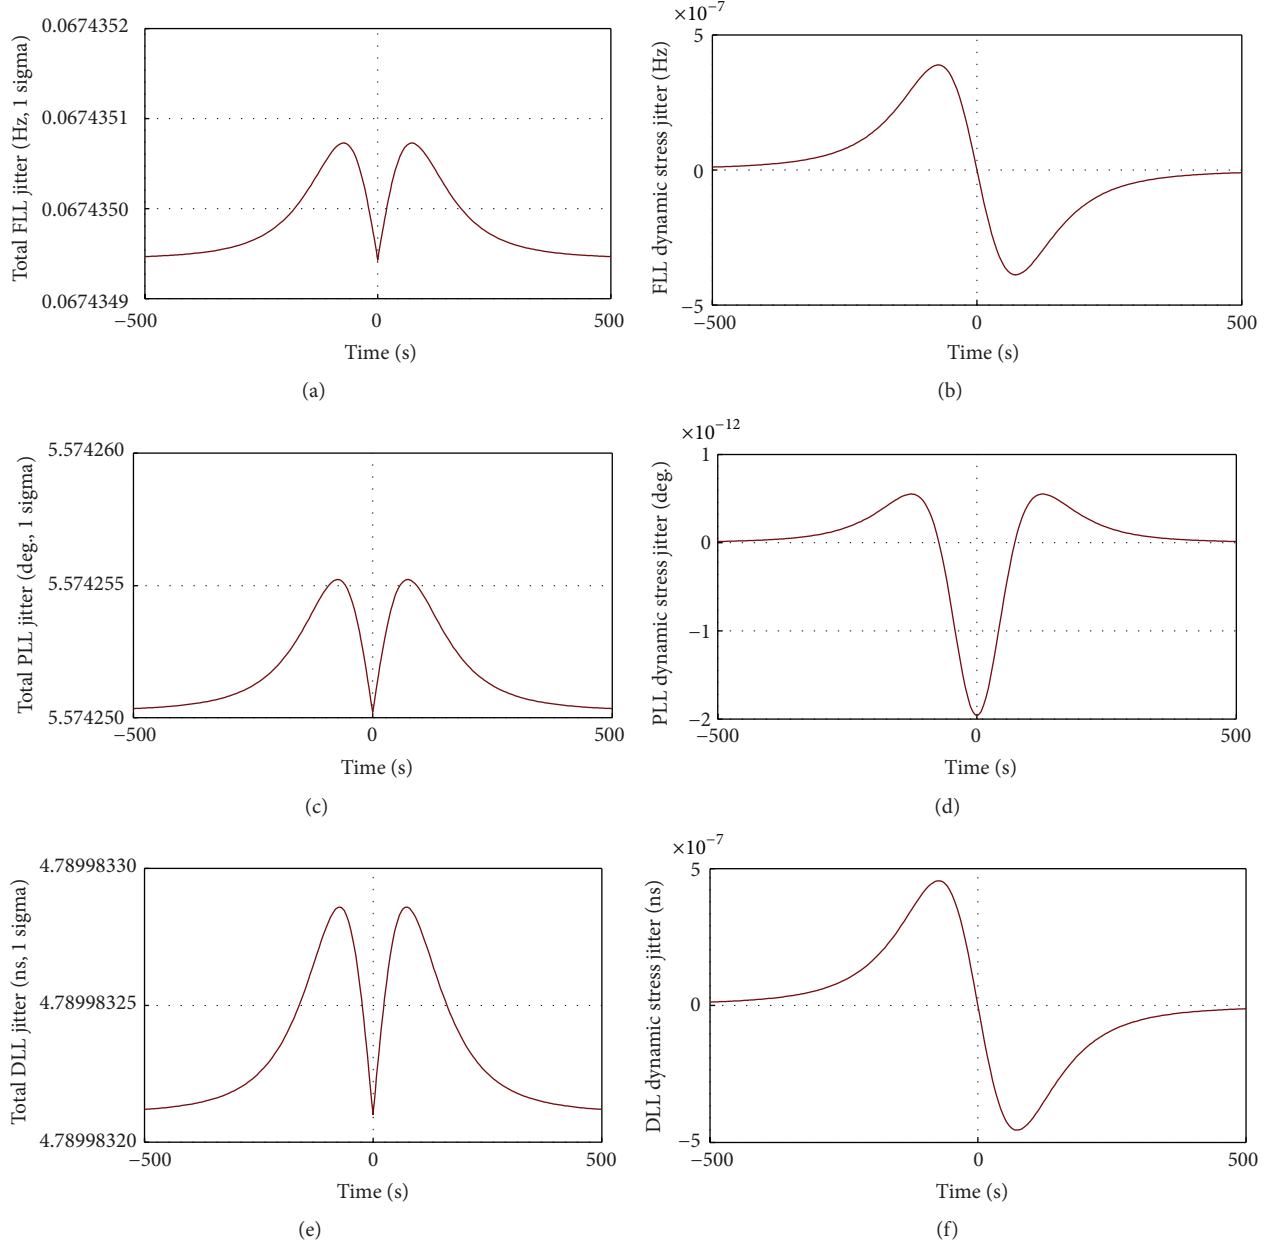 0.0674352
0.0674351
0.0674350
0.0674349
Total FLL jitter (Hz, 1 sigma)
−500
0
500
Time (s)
(a)
×10−7
5
0
−5
FLL dynamic stress jitter (Hz)
−500
0
500
Time (s)
(b)
5.574260
5.574255
5.574250
Total PLL jitter (deg., 1 sigma)
−500
0
500
Time (s)
(c)
×10−12
1
0
−1
−2
PLL dynamic stress jitter (deg.)
−500
0
500
Time (s)
(d)
4.78998330
4.78998325
4.78998320
Total DLL jitter (ns, 1 sigma)
−500
0
500
Time (s)
(e)
×10−7
5
0
−5
DLL dynamic stress jitter (ns)
−500
0
500
Time (s)
(f)